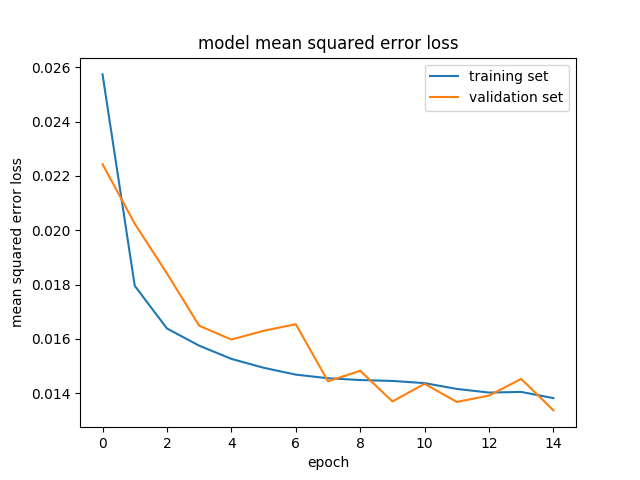 model mean squared error loss
training set
validation set
0.026
0.024
0.022
0.020
0.018
0.016
0.014
mean squared error loss
0 2 4 6 8 10 12 14
epoch